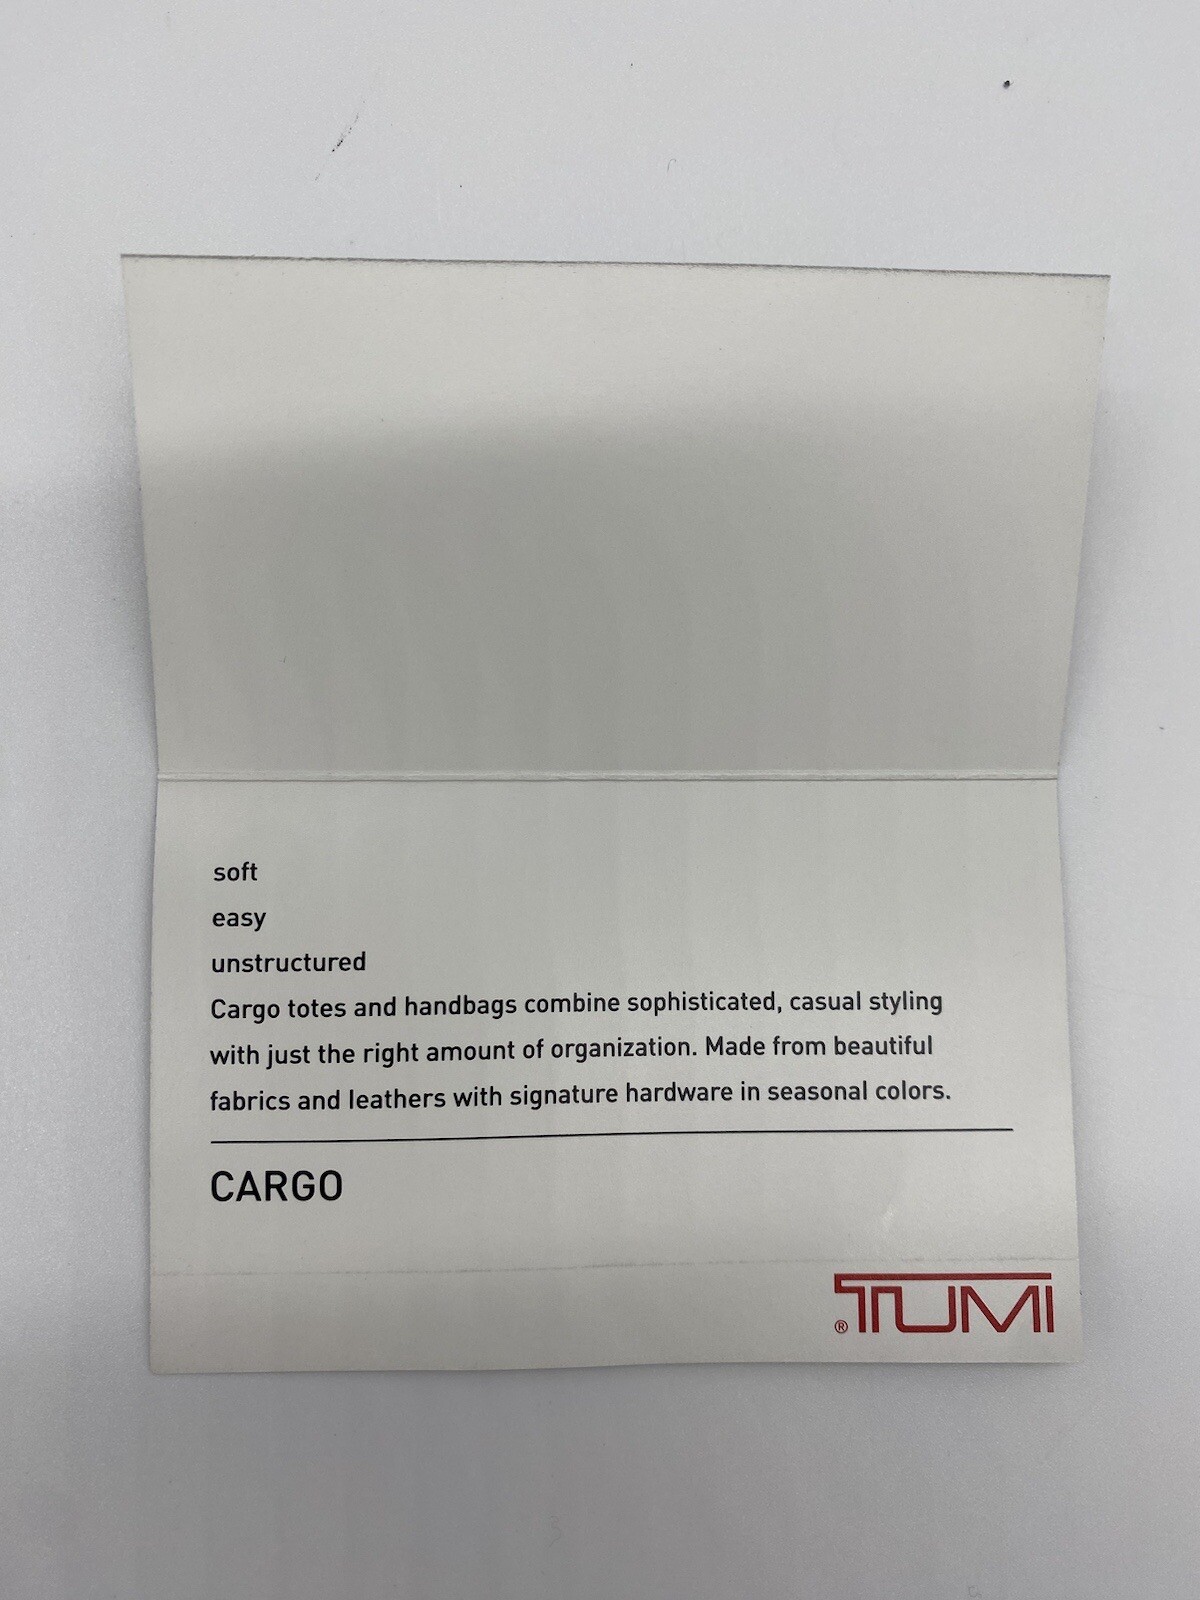 soft
easy
unstructured
Cargo totes and handbags combine sophisticated, casual styling
with just the right amount of organization. Made from beautiful
fabrics and leathers with signature hardware in seasonal colors.
CARGO
® TUMI